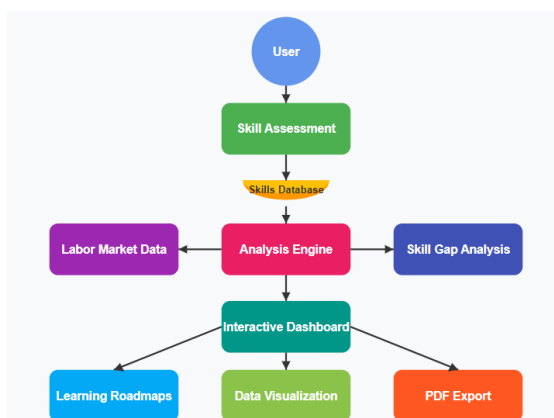 User
Skill Assessment
Skills Database
Labor Market Data
Analysis Engine
Skill Gap Analysis
Interactive Dashboard
Learning Roadmaps
Data Visualization
PDF Export